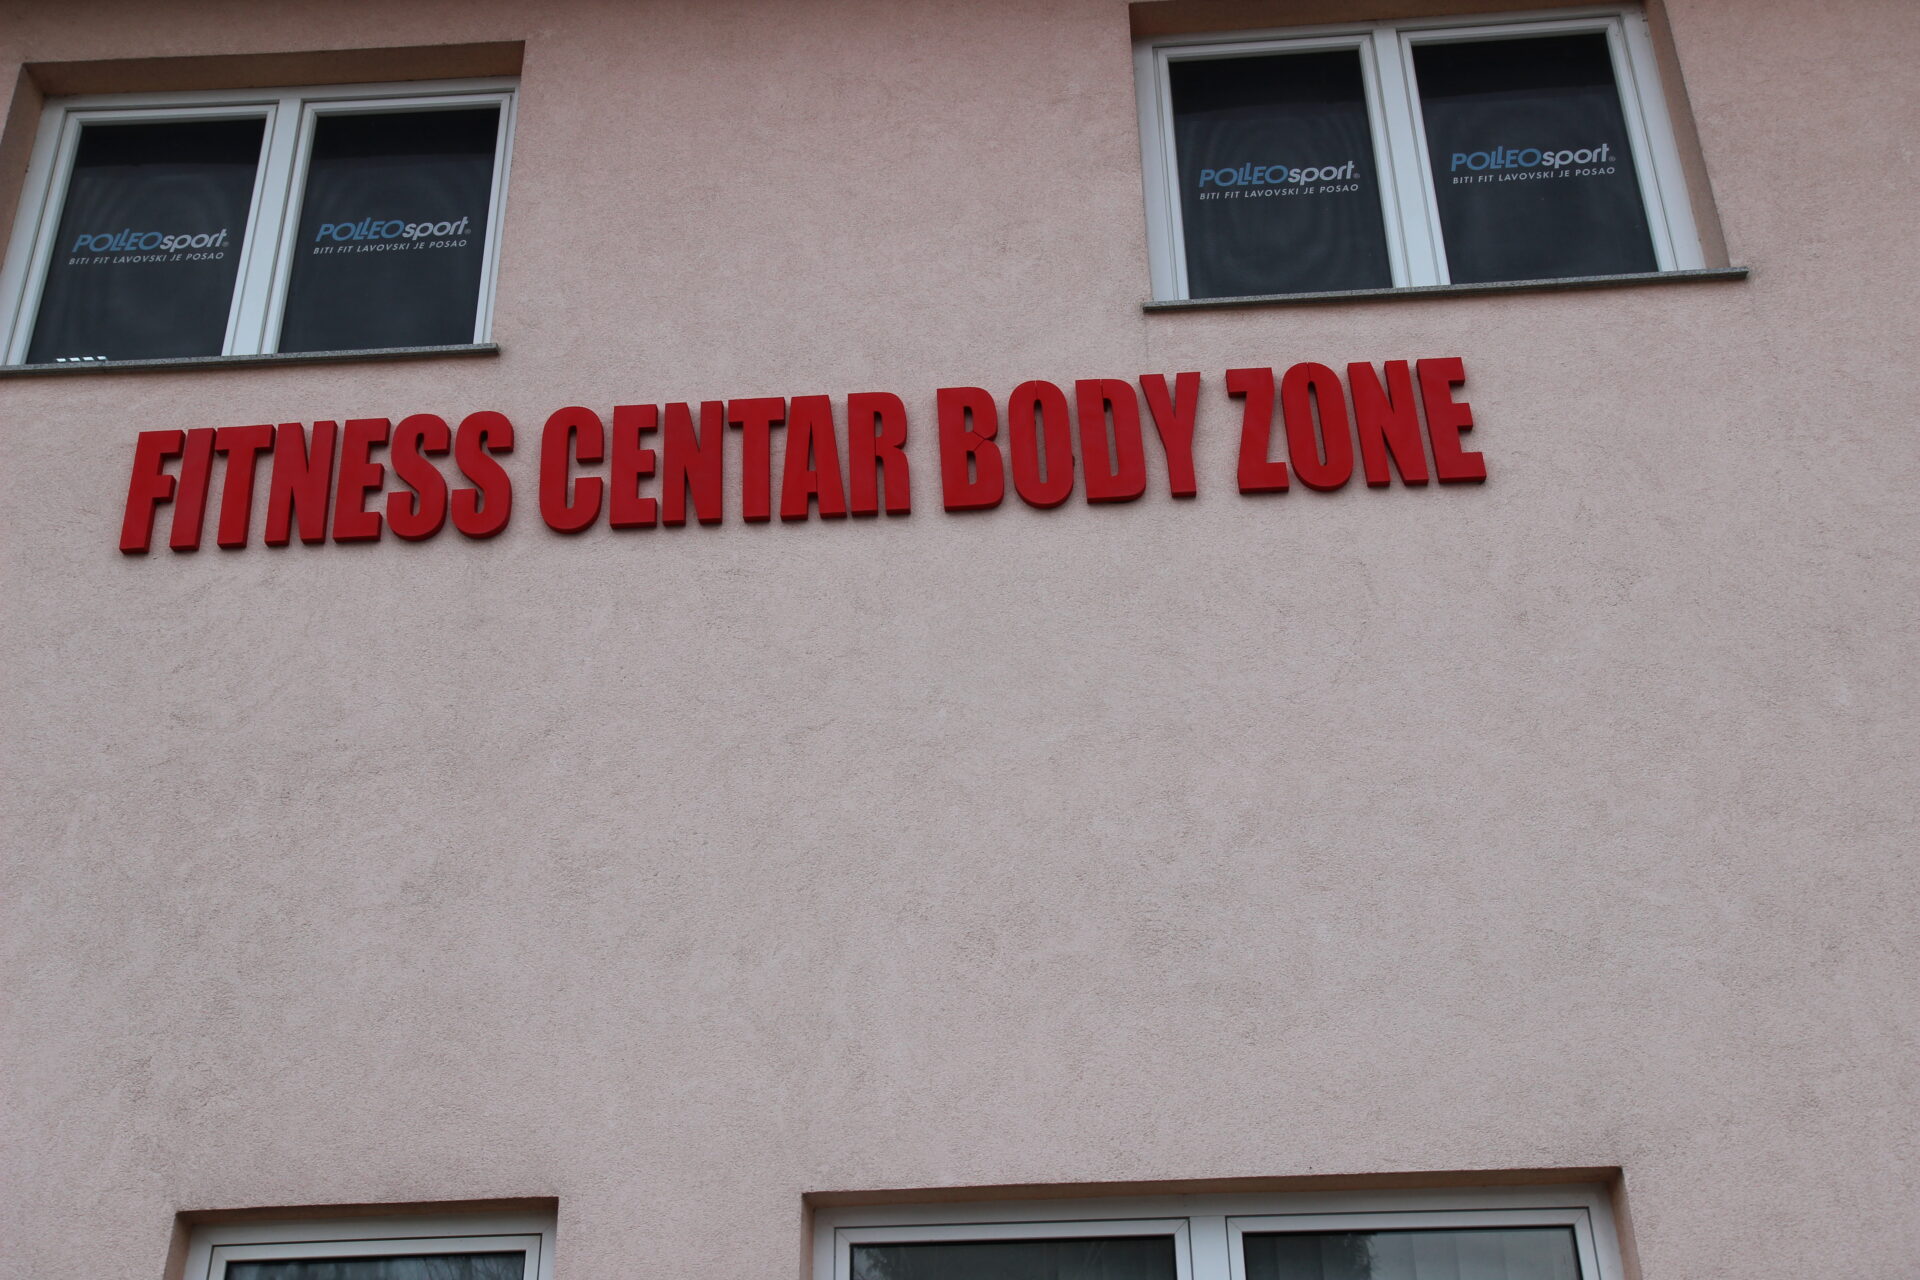 POLLEOsport®
BITI FIT LAVOVSKI JE POSAO
POLLEOsport®
BITI FIT LAVOVSKI JE POSAO
POLLEOsport®
BITI FIT LAVOVSKI JE POSAO
POLLEOsport®
BITI FIT LAVOVSKI JE POSAO
FITNESS CENTAR BODY ZONE